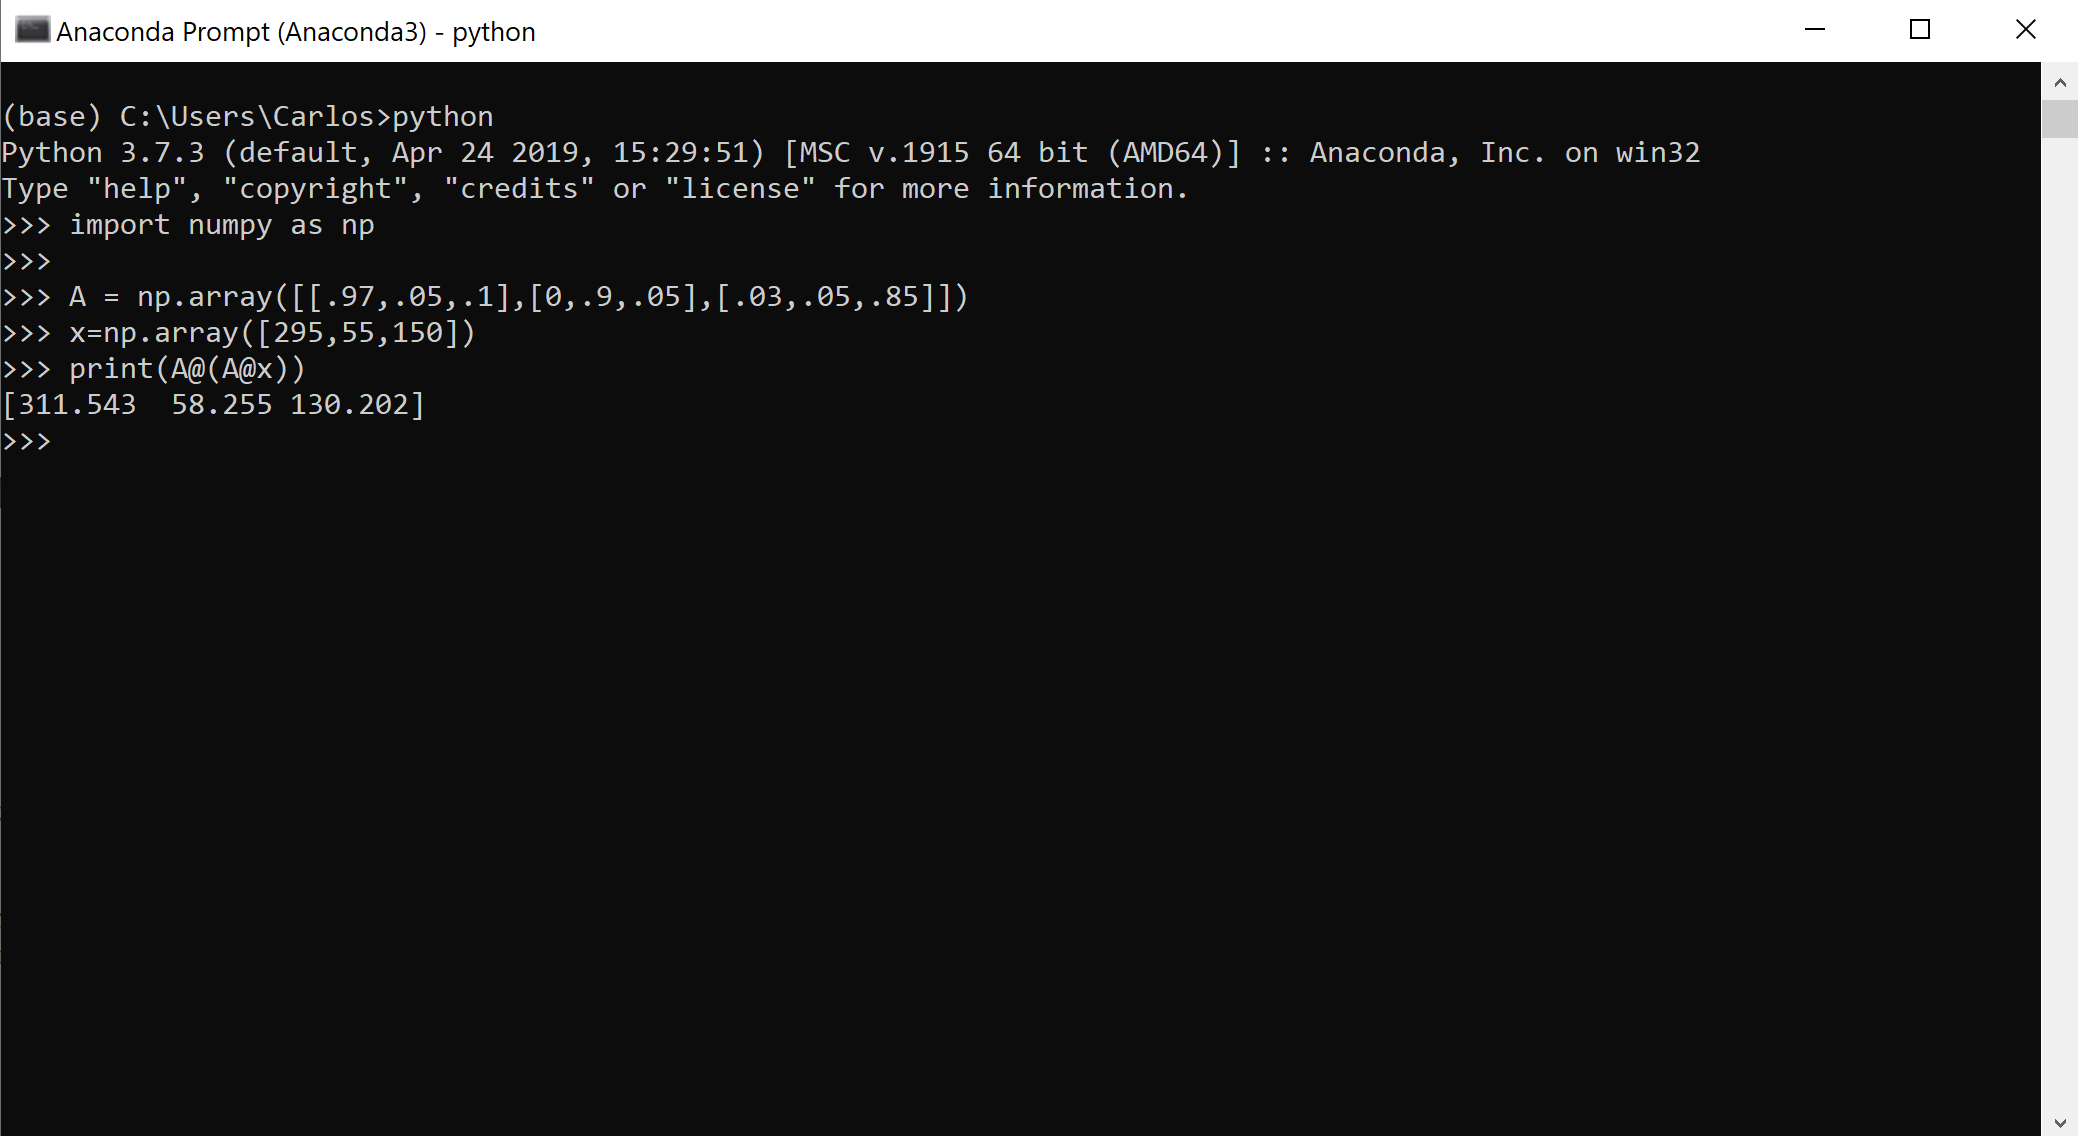 Anaconda Prompt (Anaconda3) - python
(base) C:\Users\Carlos>python
Python 3.7.3 (default, Apr 24 2019, 15:29:51) [MSC v.1915 64 bit (AMD64)] :: Anaconda, Inc. on win32
Type "help", "copyright", "credits" or "license" for more information.
>>> import numpy as np
>>>
>>> A = np.array([[.97,.05,.1],[0,.9,.05],[.03,.05,.85]])
>>> x=np.array([295,55,150])
>>> print(A@(A@x))
[311.543  58.255 130.202]
>>>